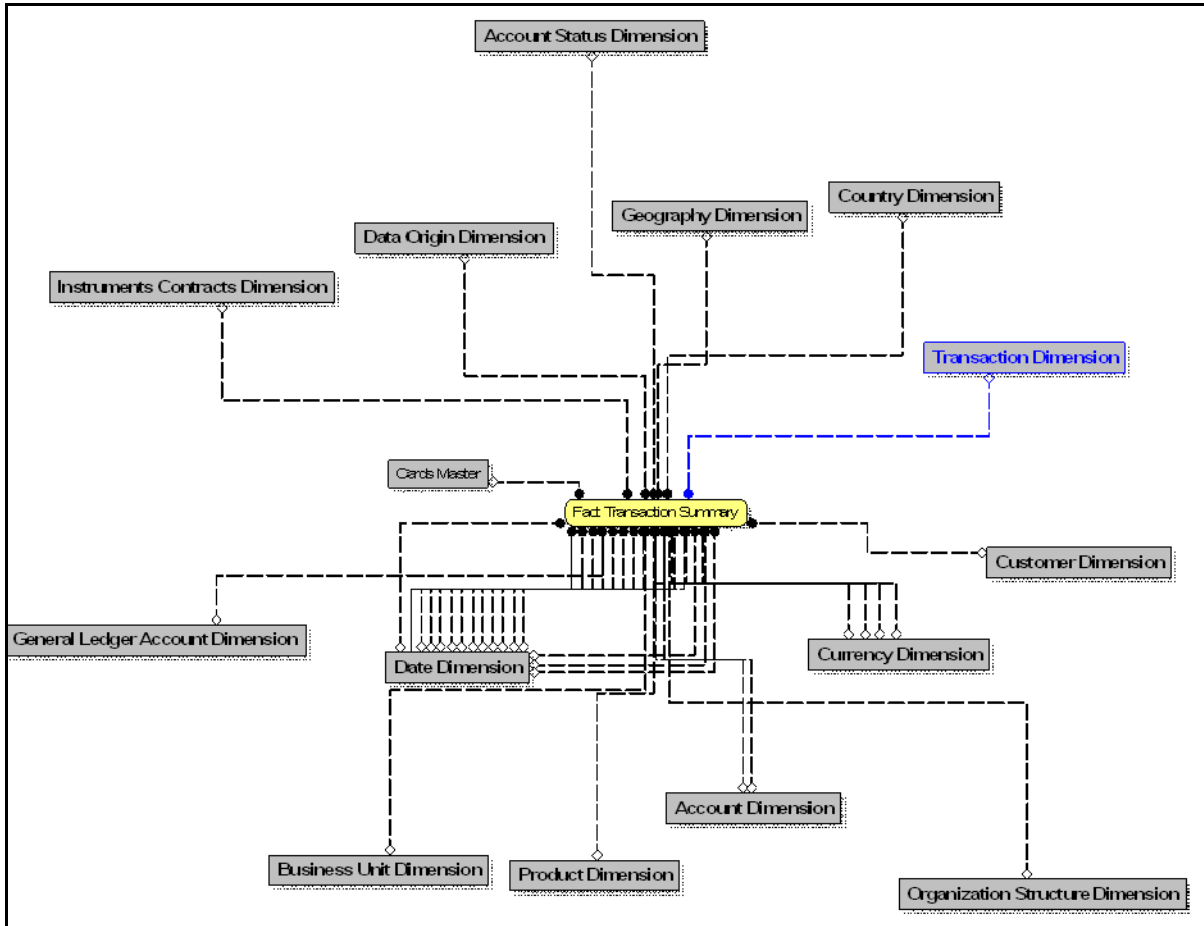 Account Status Dimension
Country Dimension
Geography Dimension
Data Origin Dimension
Instruments Contracts Dimension
Transaction Dimension
Cards Master
Fact Transaction Summary
Customer Dimension
General Ledger Account Dimension
Date Dimension
Currency Dimension
Account Dimension
Business Unit Dimension
Product Dimension
Organization Structure Dimension